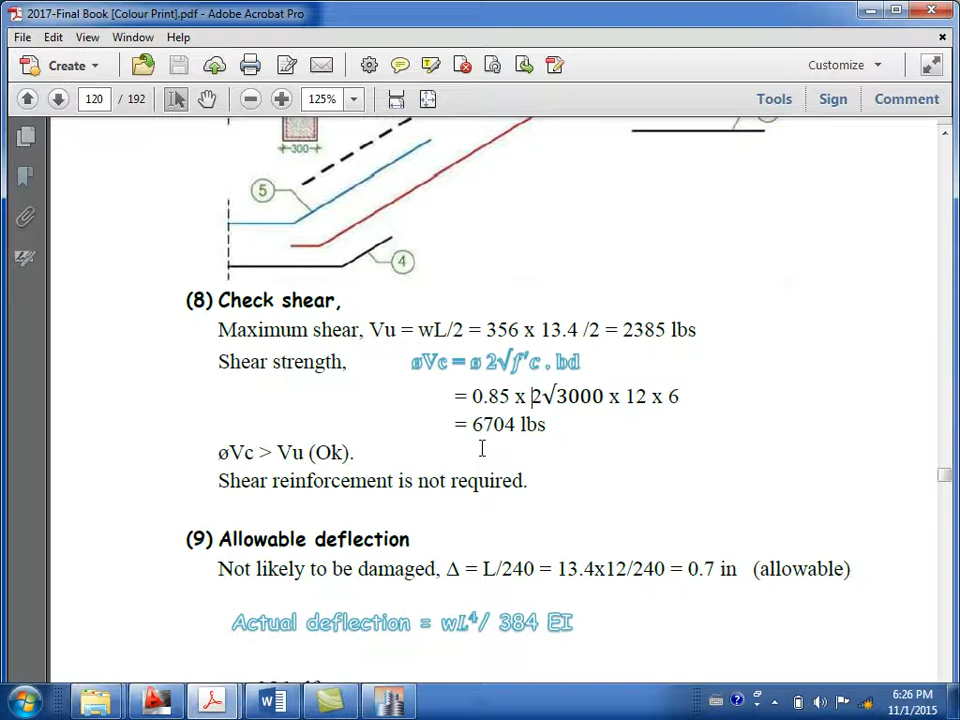 2017-Final Book [Colour Print].pdf - Adobe Acrobat Pro
File Edit View Window Help
Create Customize
120 / 192 125% Tools Sign Comment
300
5
4
(8) Check shear,
Maximum shear, Vu = wL/2 = 356 x 13.4 /2 = 2385 lbs
Shear strength, øVc = ø 2√f'c . bd
= 0.85 x 2√3000 x 12 x 6
= 6704 lbs
øVc > Vu (Ok).
Shear reinforcement is not required.
(9) Allowable deflection
Not likely to be damaged, Δ = L/240 = 13.4x12/240 = 0.7 in (allowable)
Actual deflection = wL⁴/ 384 EI
6:26 PM
11/1/2015